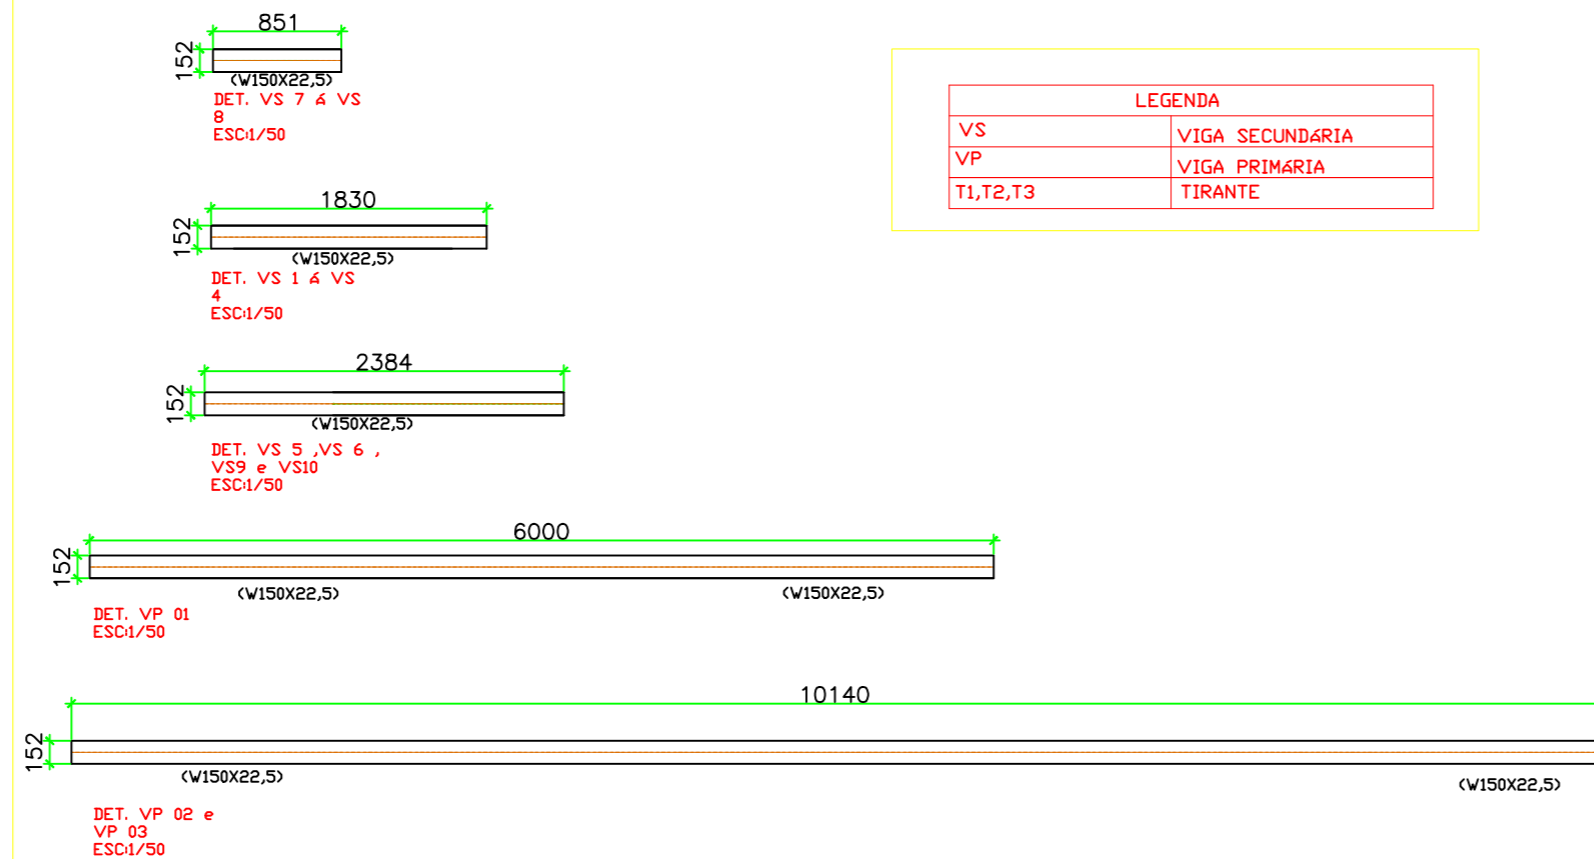 851
152
(W150X22,5)
DET. VS 7 á VS
8
ESC:1/50
LEGENDA
VS VIGA SECUNDáRIA
VP VIGA PRIMáRIA
T1,T2,T3 TIRANTE
1830
152
(W150X22,5)
DET. VS 1 á VS
4
ESC:1/50
2384
152
(W150X22,5)
DET. VS 5 ,VS 6 ,
VS9 e VS10
ESC:1/50
6000
152
(W150X22,5) (W150X22,5)
DET. VP 01
ESC:1/50
10140
152
(W150X22,5) (W150X22,5)
DET. VP 02 e
VP 03
ESC:1/50